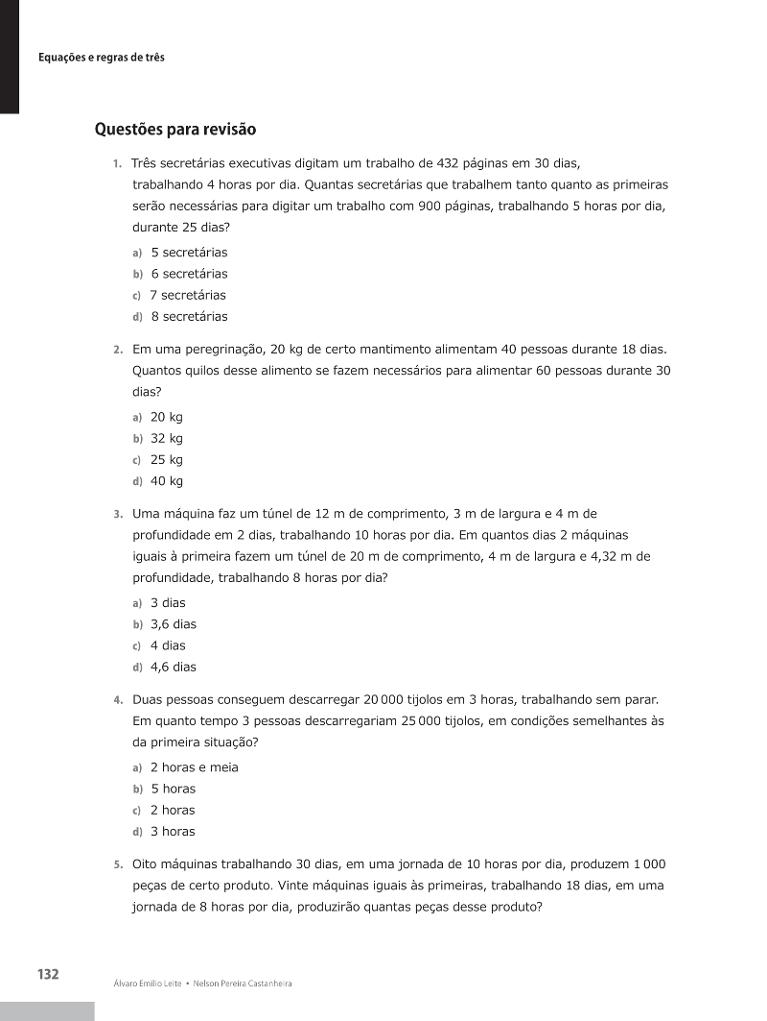 Equações e regras de três
Questões para revisão
1. Três secretárias executivas digitam um trabalho de 432 páginas em 30 dias,
trabalhando 4 horas por dia. Quantas secretárias que trabalhem tanto quanto as primeiras
serão necessárias para digitar um trabalho com 900 páginas, trabalhando 5 horas por dia,
durante 25 dias?
a) 5 secretárias
b) 6 secretárias
c) 7 secretárias
d) 8 secretárias
2. Em uma peregrinação, 20 kg de certo mantimento alimentam 40 pessoas durante 18 dias.
Quantos quilos desse alimento se fazem necessários para alimentar 60 pessoas durante 30
dias?
a) 20 kg
b) 32 kg
c) 25 kg
d) 40 kg
3. Uma máquina faz um túnel de 12 m de comprimento, 3 m de largura e 4 m de
profundidade em 2 dias, trabalhando 10 horas por dia. Em quantos dias 2 máquinas
iguais à primeira fazem um túnel de 20 m de comprimento, 4 m de largura e 4,32 m de
profundidade, trabalhando 8 horas por dia?
a) 3 dias
b) 3,6 dias
c) 4 dias
d) 4,6 dias
4. Duas pessoas conseguem descarregar 20 000 tijolos em 3 horas, trabalhando sem parar.
Em quanto tempo 3 pessoas descarregariam 25 000 tijolos, em condições semelhantes às
da primeira situação?
a) 2 horas e meia
b) 5 horas
c) 2 horas
d) 3 horas
5. Oito máquinas trabalhando 30 dias, em uma jornada de 10 horas por dia, produzem 1 000
peças de certo produto. Vinte máquinas iguais às primeiras, trabalhando 18 dias, em uma
jornada de 8 horas por dia, produzirão quantas peças desse produto?
132
Álvaro Emílio Leite • Nelson Pereira Castanheira